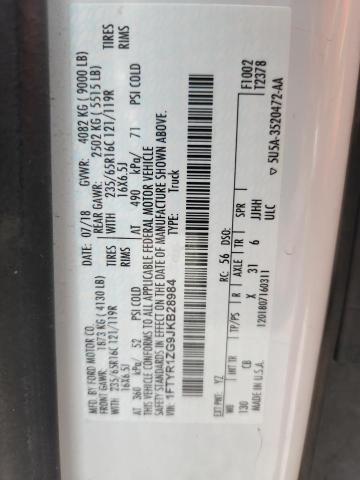 MFD. BY FORD MOTOR CO.
DATE: 07/18 GVWR: 4082 KG ( 9000 LB)
FRONT GAWR: 1873 KG ( 4130 LB) REAR GAWR: 2502 KG ( 5515 LB)
WITH 235/65R16C 121/119R TIRES WITH 235/65R16C 121/119R TIRES
16X6.5J RIMS 16X6.5J RIMS
AT 360 kPa/ 52 PSI COLD AT 490 kPa/ 71 PSI COLD
THIS VEHICLE CONFORMS TO ALL APPLICABLE FEDERAL MOTOR VEHICLE
SAFETY STANDARDS IN EFFECT ON THE DATE OF MANUFACTURE SHOWN ABOVE.
VIN: 1FTYR1ZG9JKB28984 TYPE: Truck
F1002
T2378
EXT PNT: YZ RC: 56 DSO:
WB INT TR TP/PS R AXLE TR SPR
130 CB X 31 6 JJHH
ULC
MADE IN U.S.A. 1201807160311
▽ 5U5A-3520472-AA